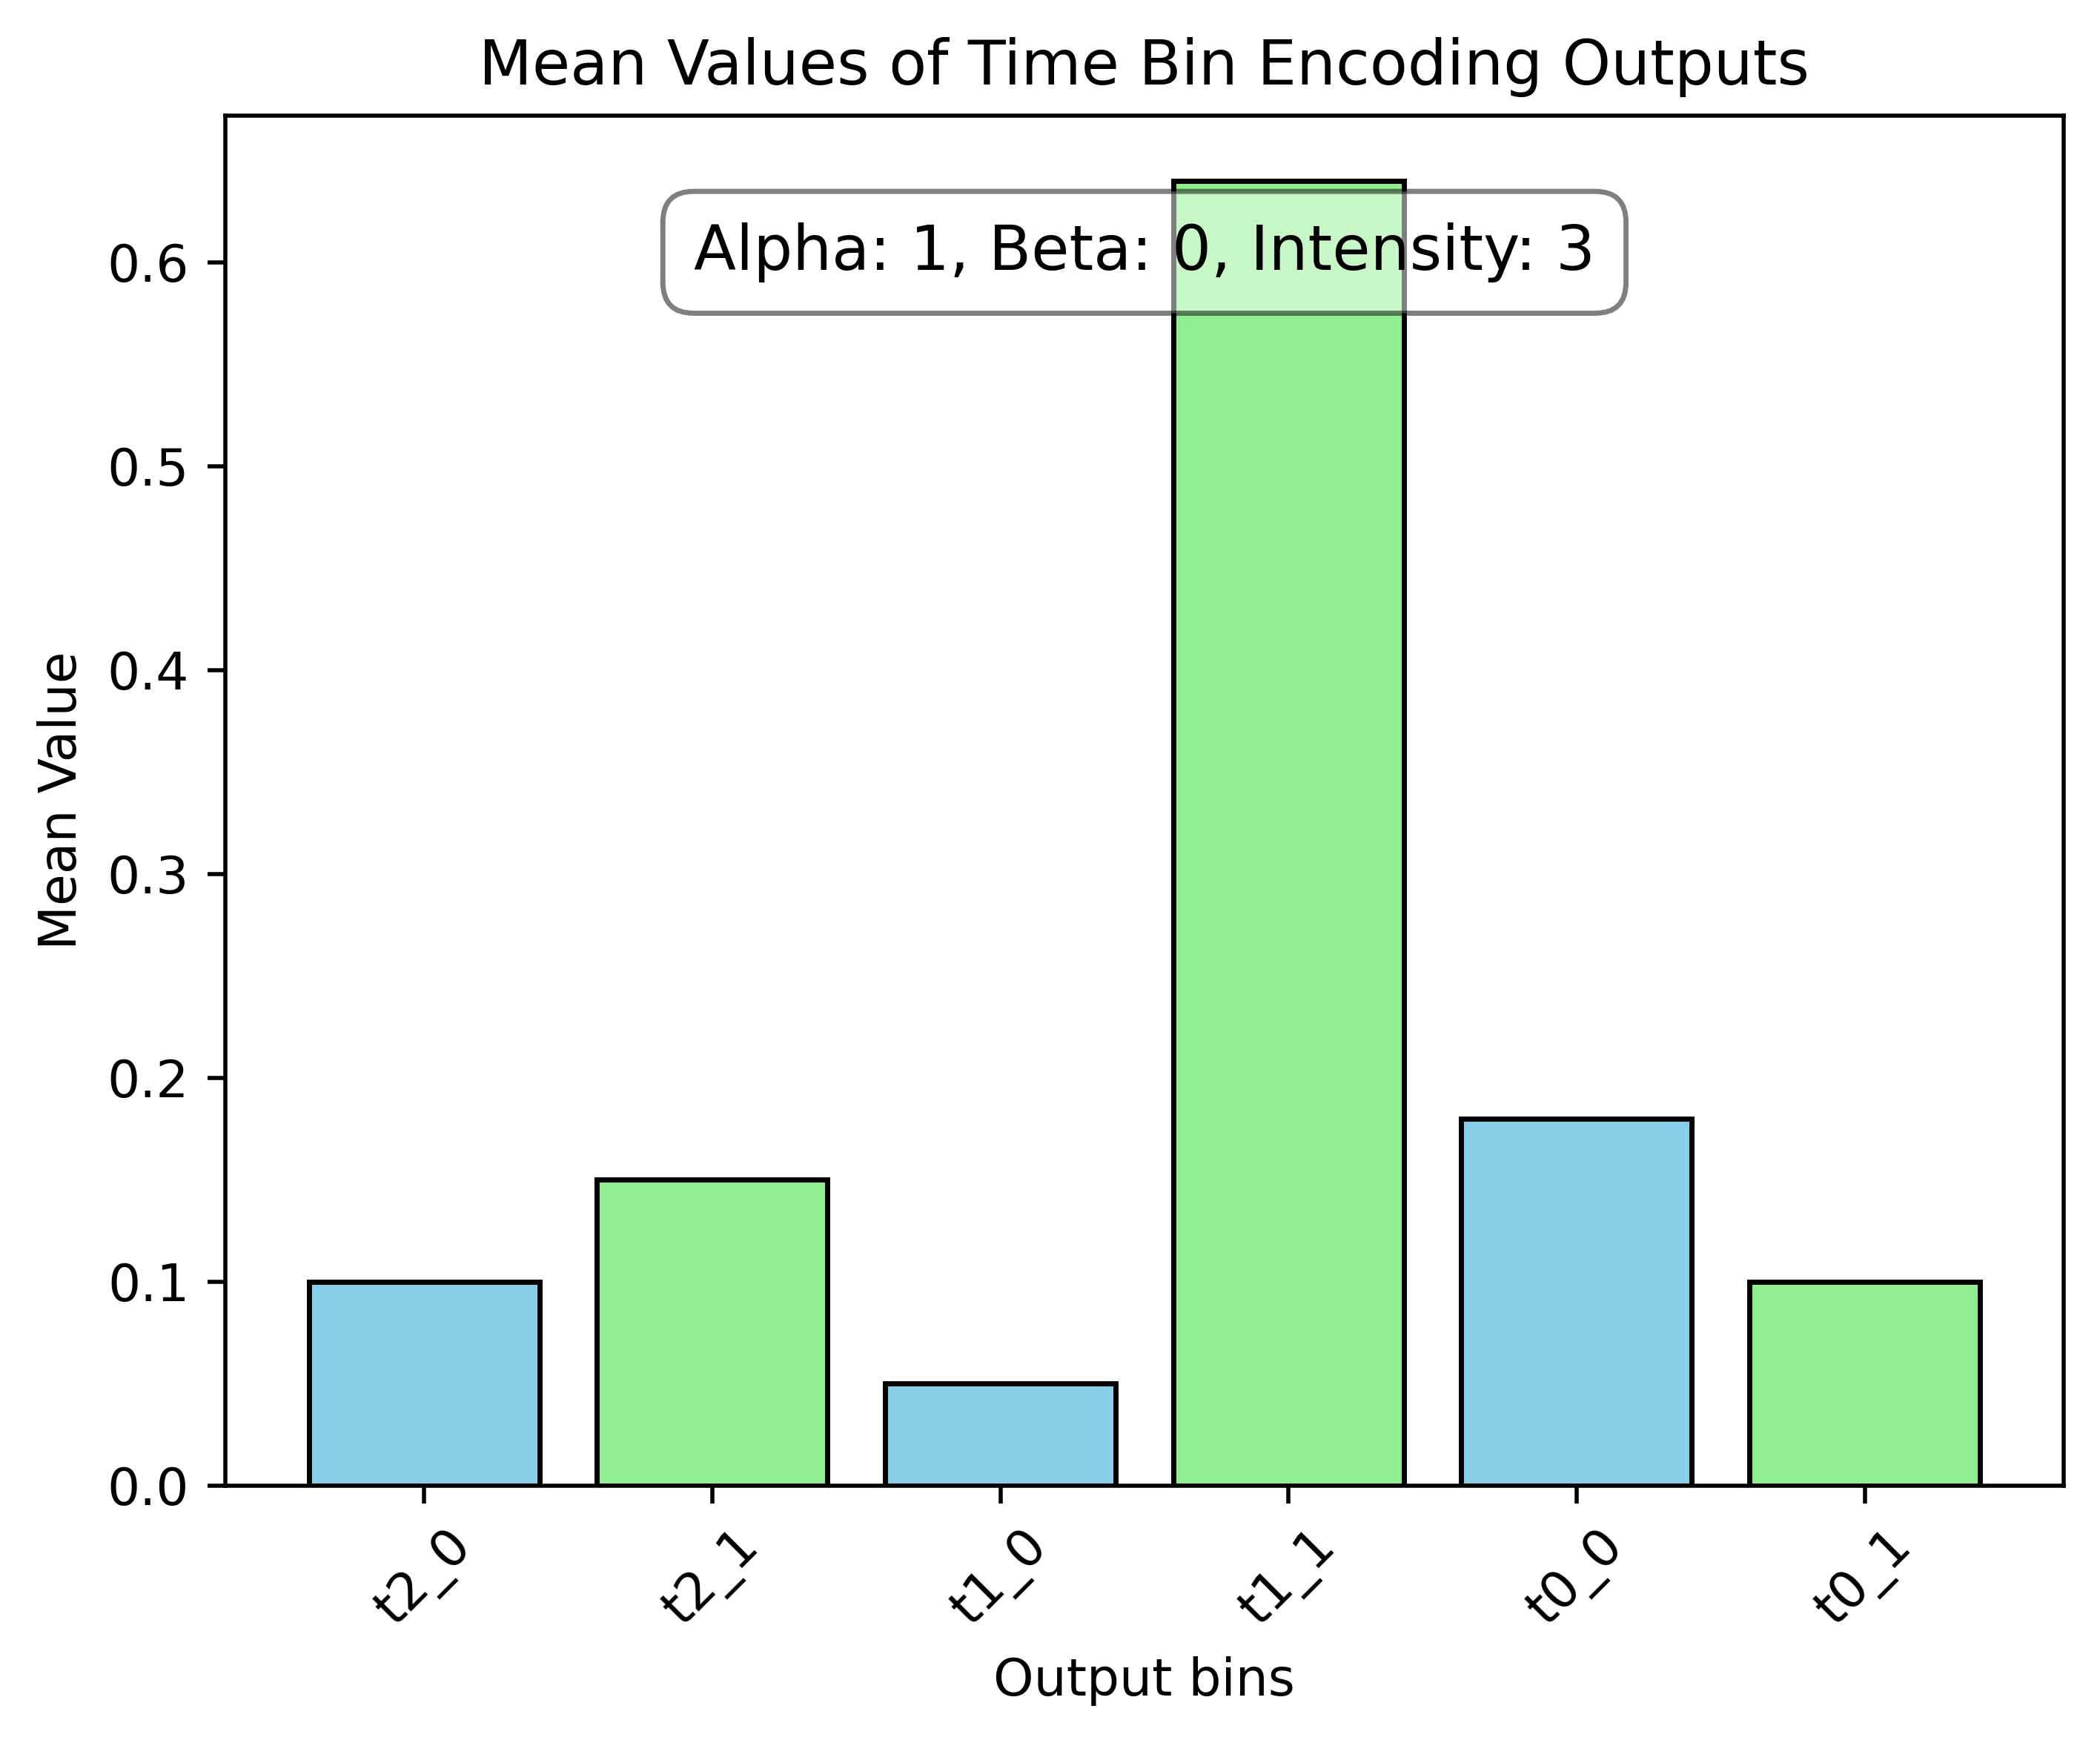 Mean Values of Time Bin Encoding Outputs
Alpha: 1, Beta: 0, Intensity: 3
Mean Value
0.6
0.5
0.4
0.3
0.2
0.1
0.0
t2_0
t2_1
t1_0
t1_1
t0_0
t0_1
Output bins